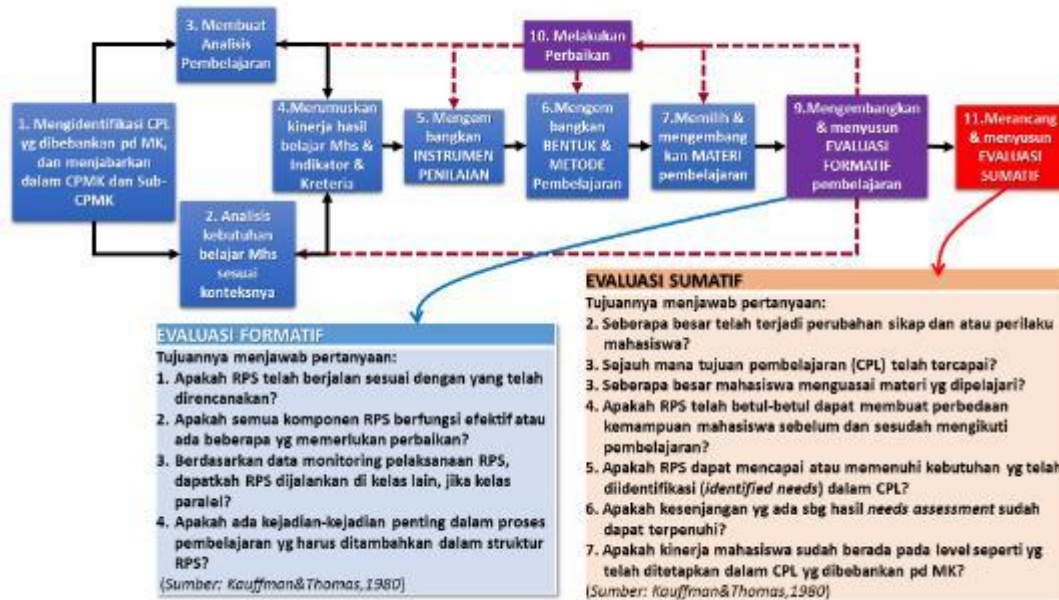 3. Membuat
Analisis
Pembelajaran
10. Melakukan
Perbaikan
1. Mengidentifikasi CPL
yg dibebankan pd MK,
dan menjabarkan
dalam CPMK dan Sub-
CPMK
4.Merumuskan
kinerja hasil
belajar Mhs &
Indikator &
Kreteria
5. Mengem
bangkan
INSTRUMEN
PENILAIAN
6.Mengem
bangkan
BENTUK &
METODE
Pembelajaran
7.Memilih &
mengembang
kan MATERI
pembelajaran
9.Mengembangkan
& menyusun
EVALUASI
FORMATIF
pembelajaran
11.Merancang
& menyusun
EVALUASI
SUMATIF
2. Analisis
kebutuhan
belajar Mhs
sesuai
konteksnya
EVALUASI FORMATIF
Tujuannya menjawab pertanyaan:
1. Apakah RPS telah berjalan sesuai dengan yang telah
direncanakan?
2. Apakah semua komponen RPS berfungsi efektif atau
ada beberapa yg memerlukan perbaikan?
3. Berdasarkan data monitoring pelaksanaan RPS,
dapatkah RPS dijalankan di kelas lain, jika kelas
paralel?
4. Apakah ada kejadian-kejadian penting dalam proses
pembelajaran yg harus ditambahkan dalam struktur
RPS?
(Sumber: Kauffman&Thomas,1980)
EVALUASI SUMATIF
Tujuannya menjawab pertanyaan:
2. Seberapa besar telah terjadi perubahan sikap dan atau perilaku
mahasiswa?
3. Sejauh mana tujuan pembelajaran (CPL) telah tercapai?
3. Seberapa besar mahasiswa menguasai materi yg dipelajari?
4. Apakah RPS telah betul-betul dapat membuat perbedaan
kemampuan mahasiswa sebelum dan sesudah mengikuti
pembelajaran?
5. Apakah RPS dapat mencapai atau memenuhi kebutuhan yg telah
diidentifikasi (identified needs) dalam CPL?
6. Apakah kesenjangan yg ada sbg hasil needs assessment sudah
dapat terpenuhi?
7. Apakah kinerja mahasiswa sudah berada pada level seperti yg
telah ditetapkan dalam CPL yg dibebankan pd MK?
(Sumber: Kauffman&Thomas,1980)